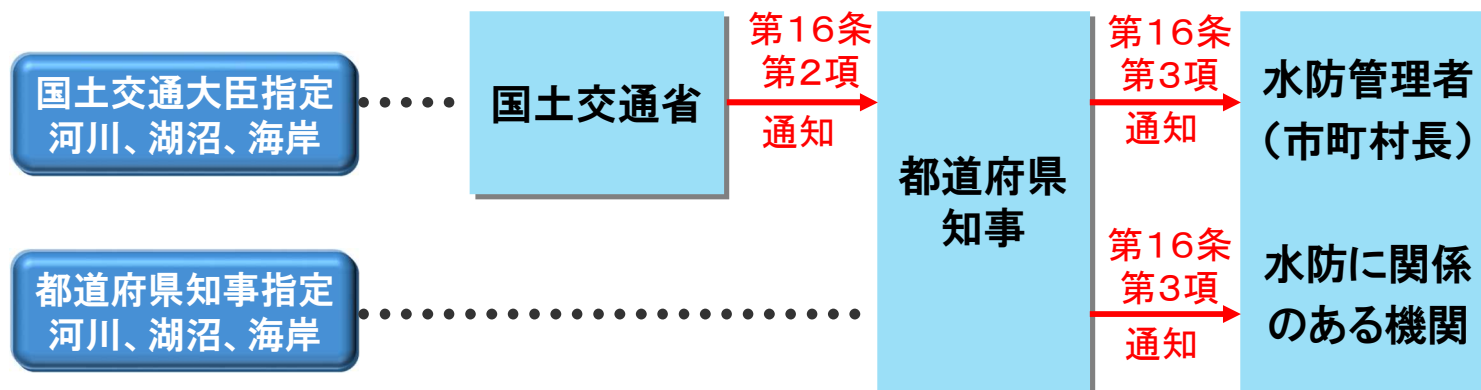 国土交通大臣指定
河川、湖沼、海岸
国土交通省
第16条
第2項
通知
都道府県
知事
第16条
第3項
通知
水防管理者
（市町村長）
都道府県知事指定
河川、湖沼、海岸
第16条
第3項
通知
水防に関係
のある機関